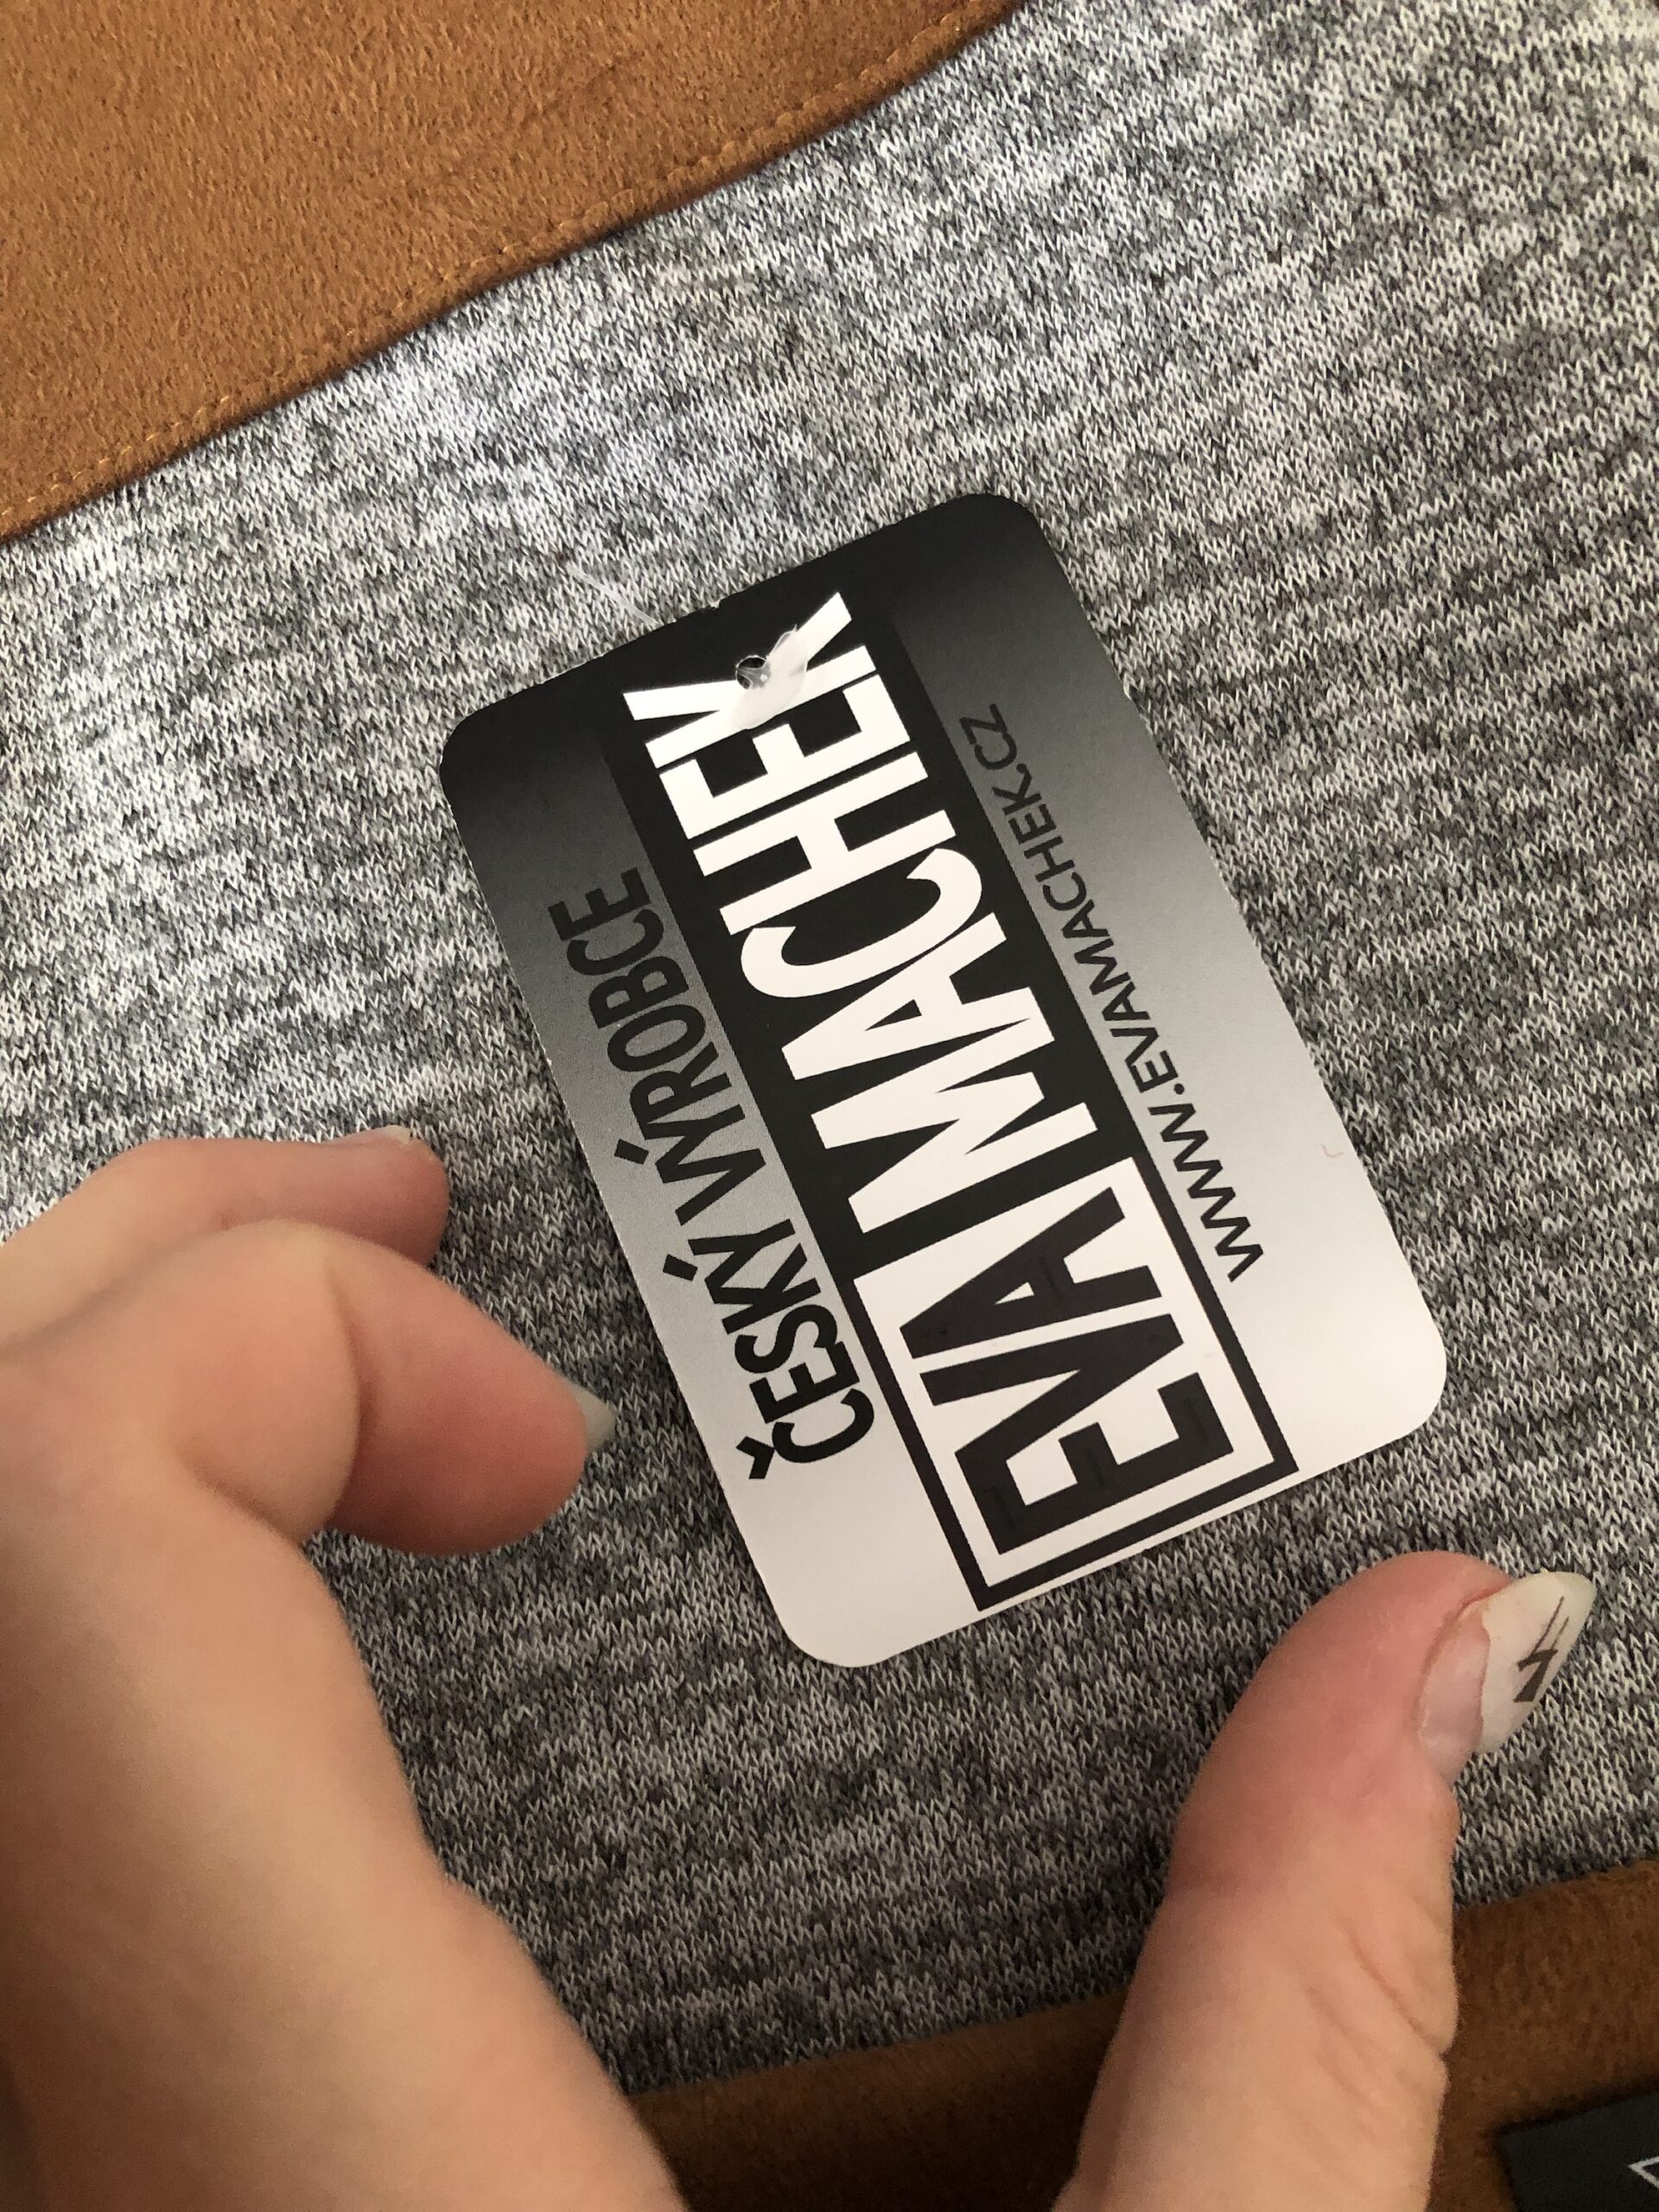 ČESKÝ VÝROBCE
EVA MACHEK
WWW.EVAMACHEK.CZ